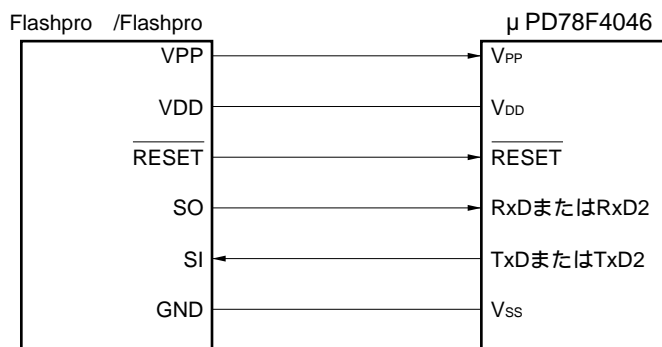 Flashpro /Flashpro
μPD78F4046
VPP
VPP
VDD
VDD
RESET
RESET
SO
RxDまたはRxD2
SI
TxDまたはTxD2
GND
VSS